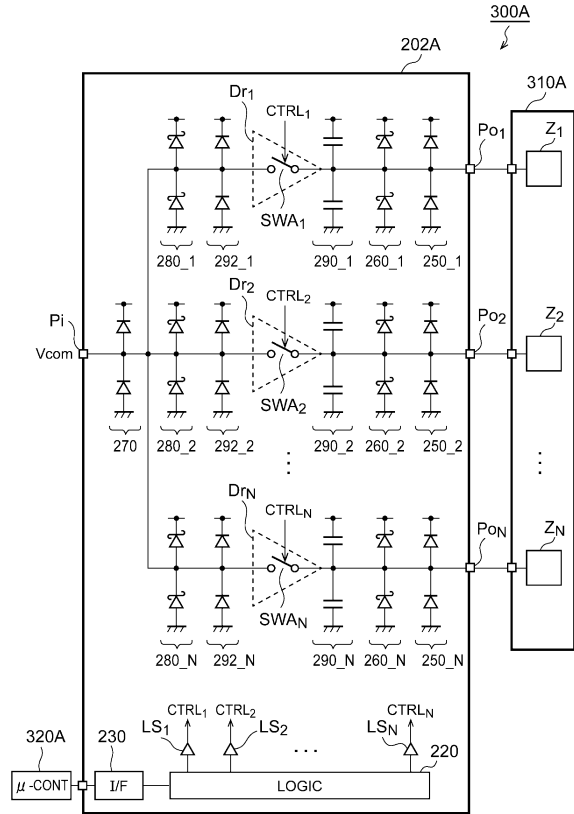 300A
202A
310A
Dr1
CTRL1
Po1
Z1
SWA1
280_1
292_1
290_1
260_1
250_1
Dr2
CTRL2
Po2
Z2
Pi
Vcom
SWA2
270
280_2
292_2
290_2
260_2
250_2
DrN
CTRLN
PoN
ZN
SWAN
280_N
292_N
290_N
260_N
250_N
CTRL1
CTRL2
CTRLN
LS1
LS2
...
LSN
320A
230
220
μ-CONT
I/F
LOGIC